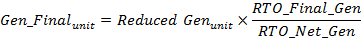 Gen_Final_unit = Reduced Gen_unit × RTO_Final_Gen / RTO_Net_Gen